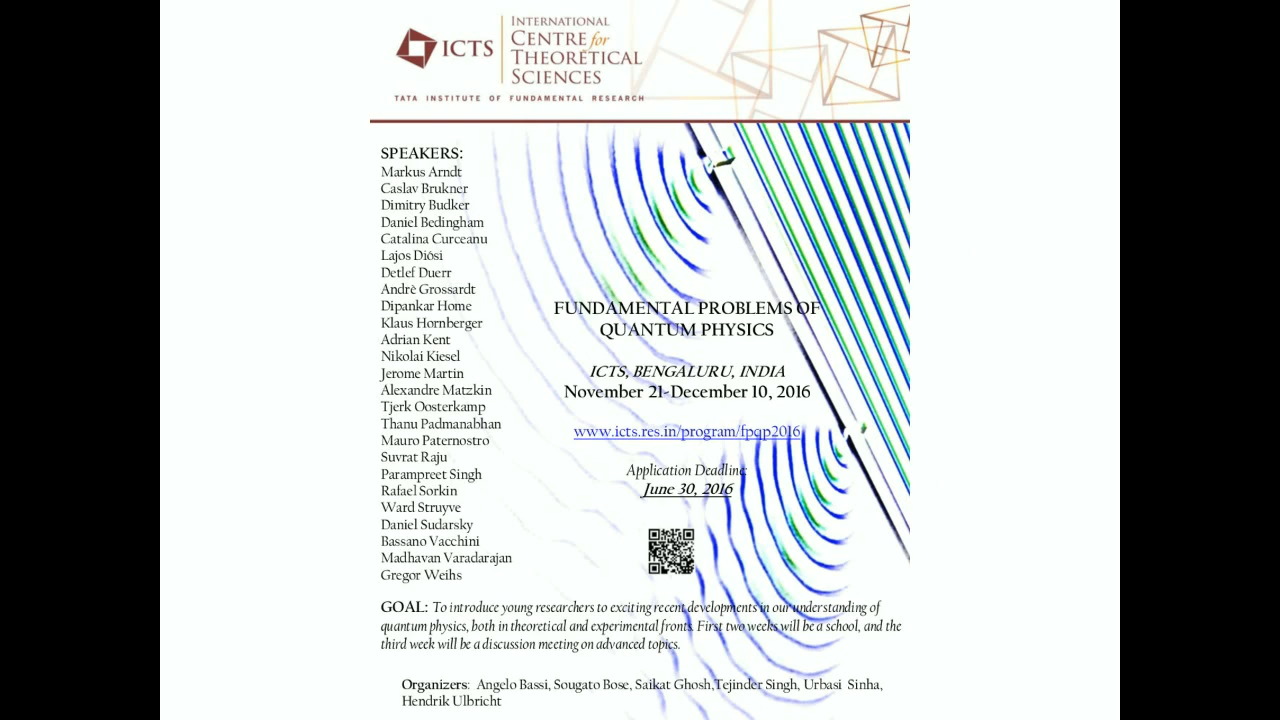 ICTS
INTERNATIONAL
CENTRE for
THEORETICAL
SCIENCES
TATA INSTITUTE OF FUNDAMENTAL RESEARCH
SPEAKERS:
Markus Arndt
Caslav Brukner
Dimitry Budker
Daniel Bedingham
Catalina Curceanu
Lajos Diósi
Detlef Duerr
Andrè Grossardt
Dipankar Home
Klaus Hornberger
Adrian Kent
Nikolai Kiesel
Jerome Martin
Alexandre Matzkin
Tjerk Oosterkamp
Thanu Padmanabhan
Mauro Paternostro
Suvrat Raju
Parampreet Singh
Rafael Sorkin
Ward Struyve
Daniel Sudarsky
Bassano Vacchini
Madhavan Varadarajan
Gregor Weihs
FUNDAMENTAL PROBLEMS OF
QUANTUM PHYSICS
ICTS, BENGALURU, INDIA
November 21-December 10, 2016
www.icts.res.in/program/fpqp2016
Application Deadline:
June 30, 2016
GOAL: To introduce young researchers to exciting recent developments in our understanding of
quantum physics, both in theoretical and experimental fronts. First two weeks will be a school, and the
third week will be a discussion meeting on advanced topics.
Organizers: Angelo Bassi, Sougato Bose, Saikat Ghosh,Tejinder Singh, Urbasi Sinha,
Hendrik Ulbricht